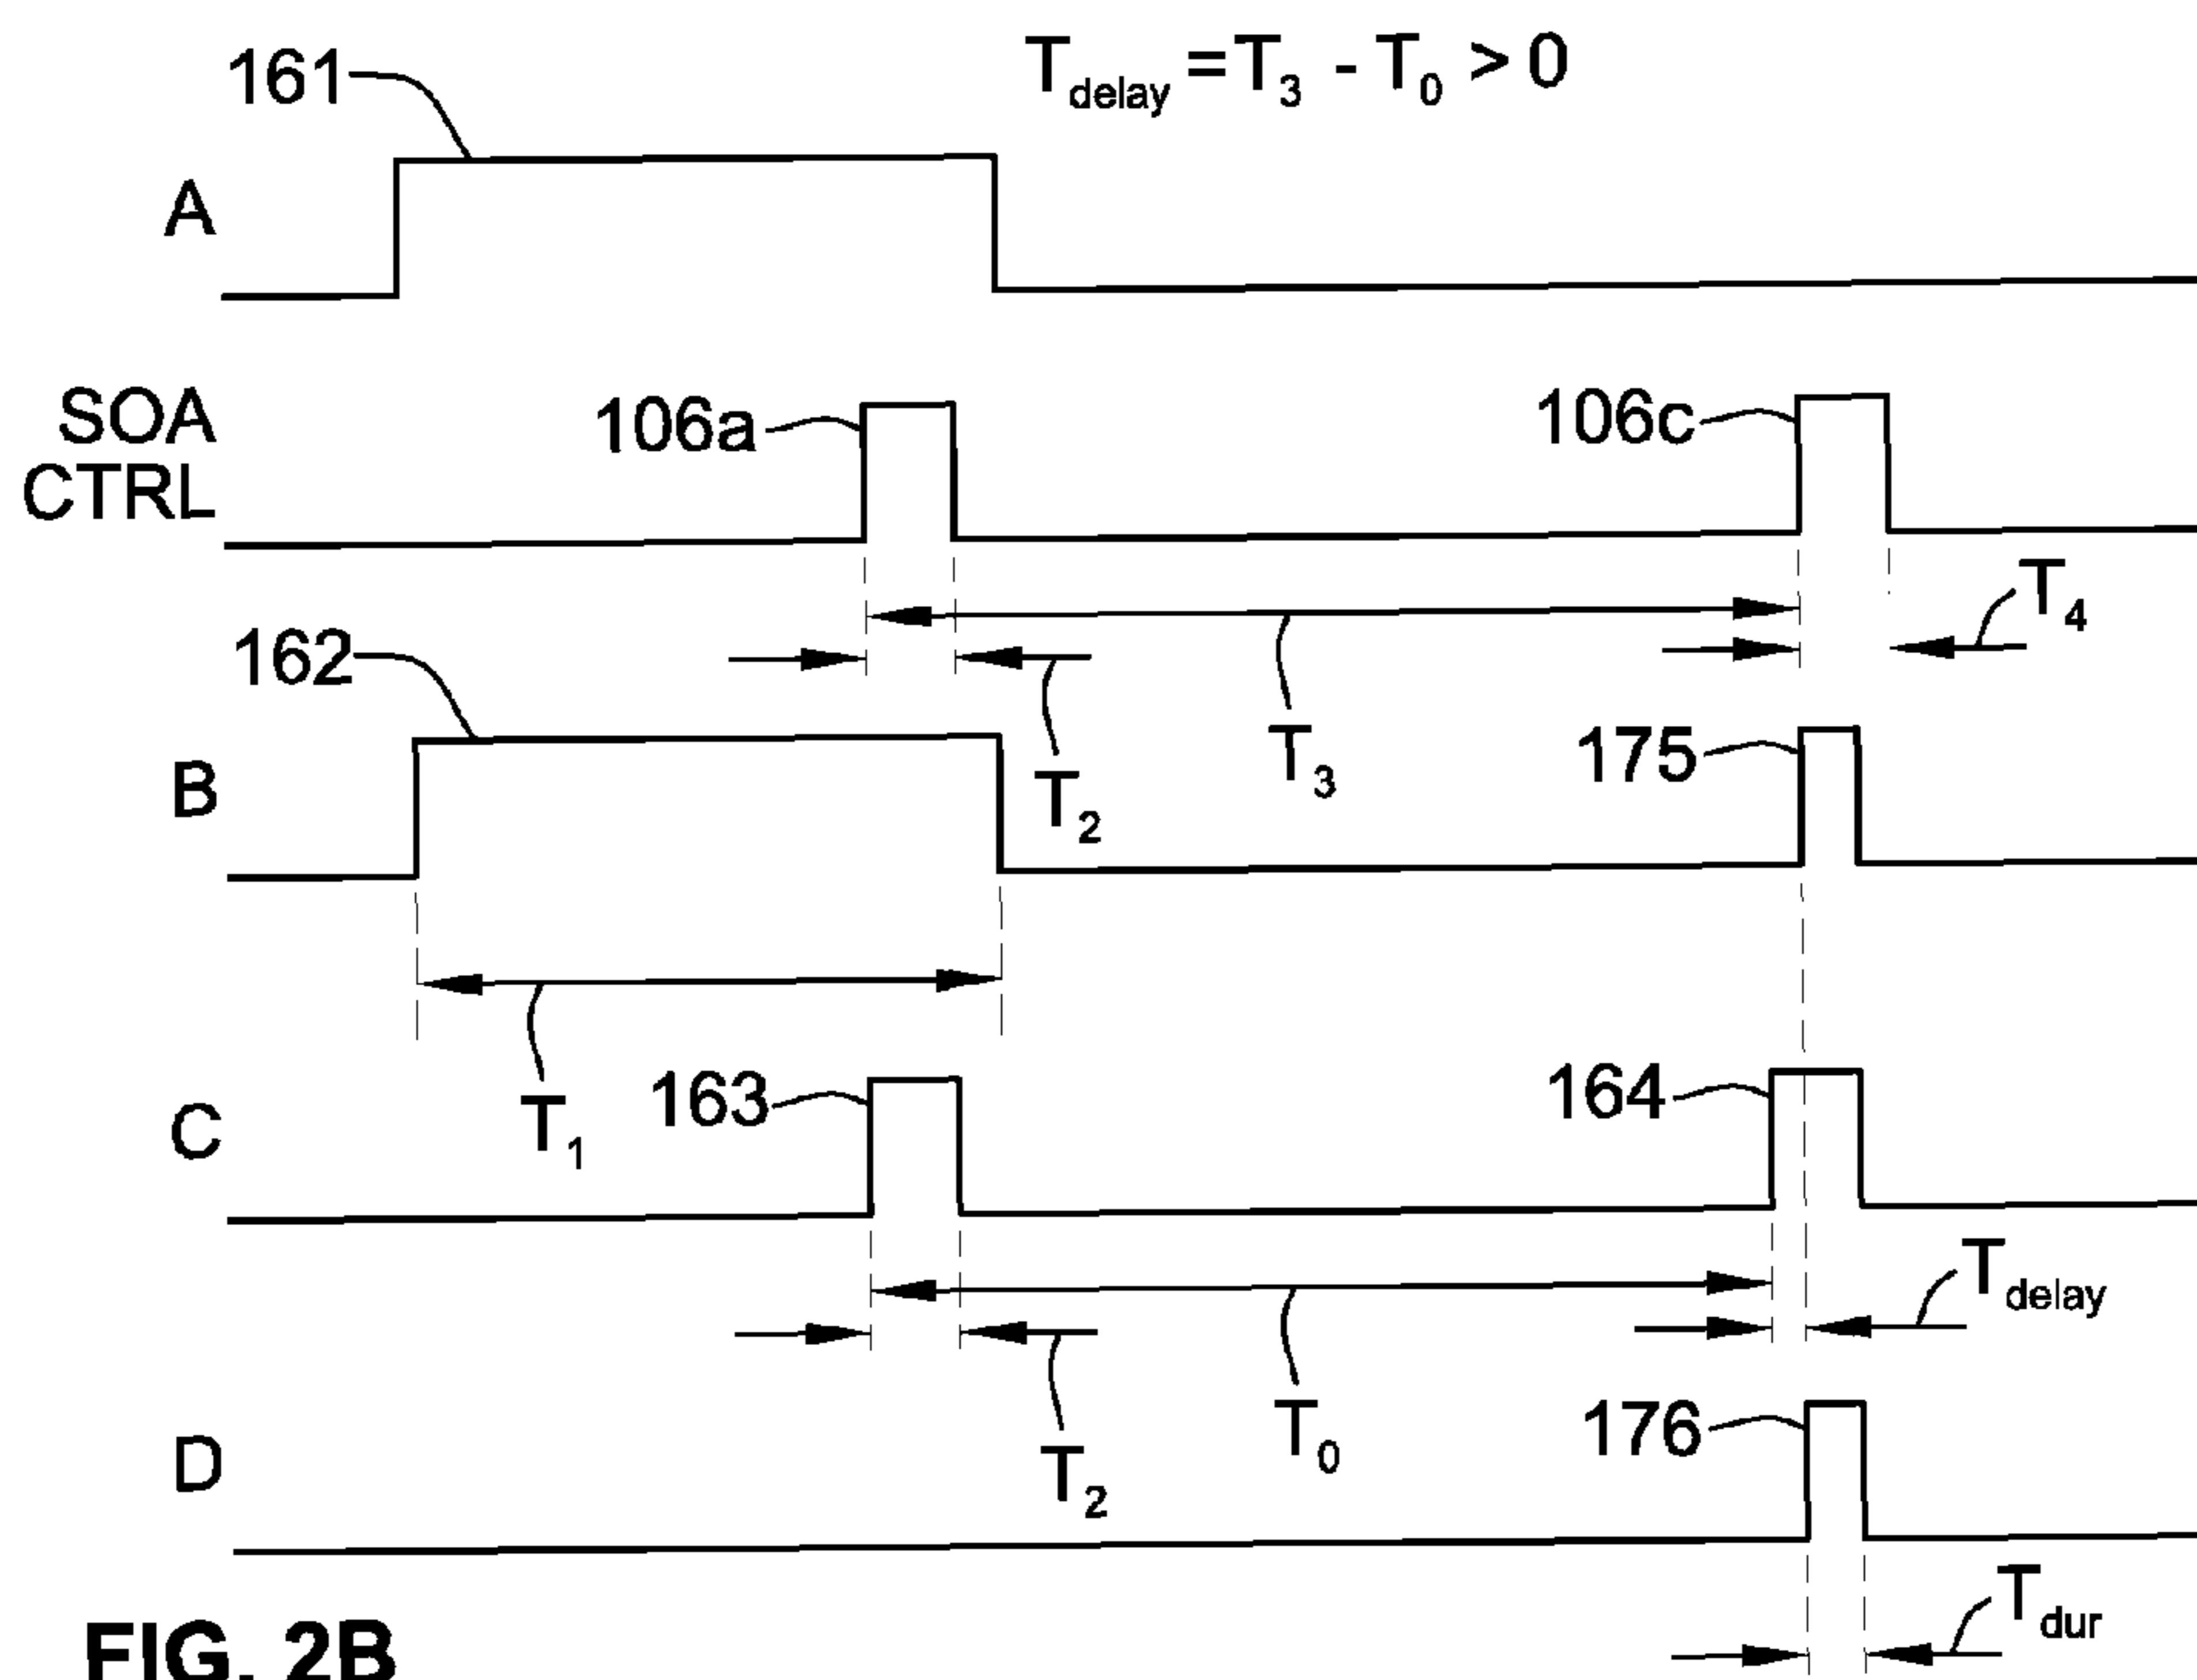 T_delay = T_3 - T_0 > 0
161
A
SOA
CTRL
106a
106c
T_4
162
T_2
T_3
175
B
T_1
163
164
C
T_delay
T_2
T_0
176
D
T_dur
FIG. 2B